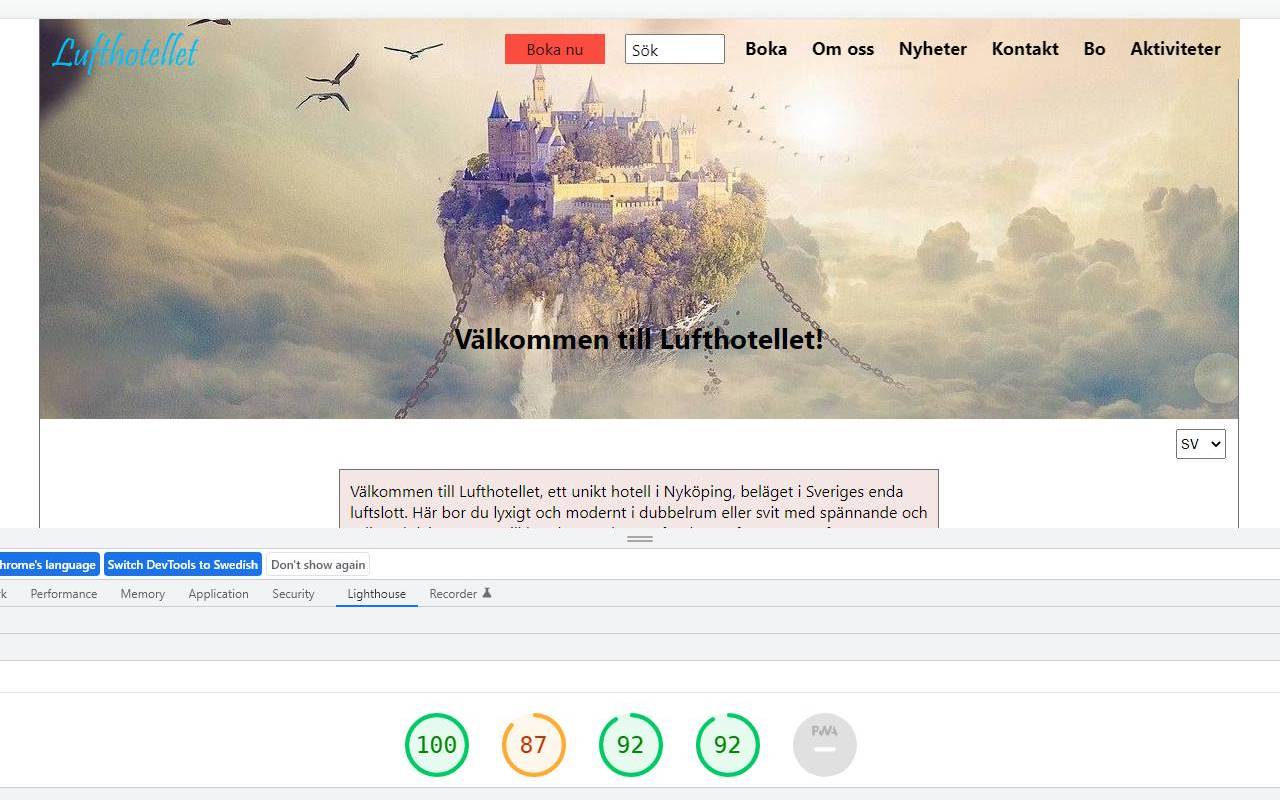 Lufthotellet
Boka nu
Sök
Boka
Om oss
Nyheter
Kontakt
Bo
Aktiviteter
Välkommen till Lufthotellet!
SV
Välkommen till Lufthotellet, ett unikt hotell i Nyköping, beläget i Sveriges enda
luftslott. Här bor du lyxigt och modernt i dubbelrum eller svit med spännande och
hrome's language
Switch DevTools to Swedish
Don't show again
rk
Performance
Memory
Application
Security
Lighthouse
Recorder
100
87
92
92
PWA